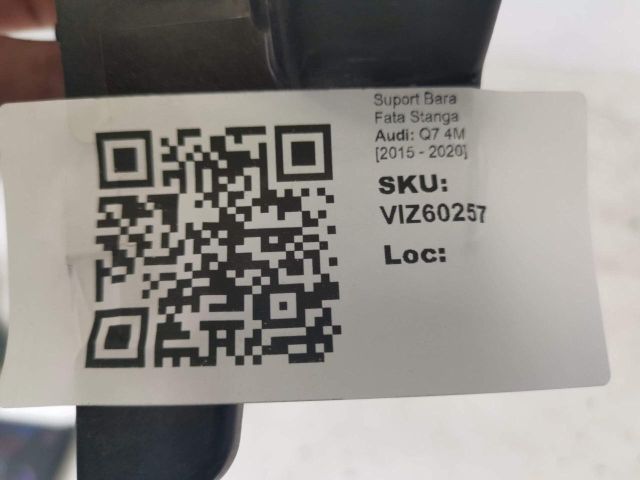 Suport Bara
Fata Stanga
Audi: Q7 4M
[2015 - 2020]
SKU:
VIZ60257
Loc: